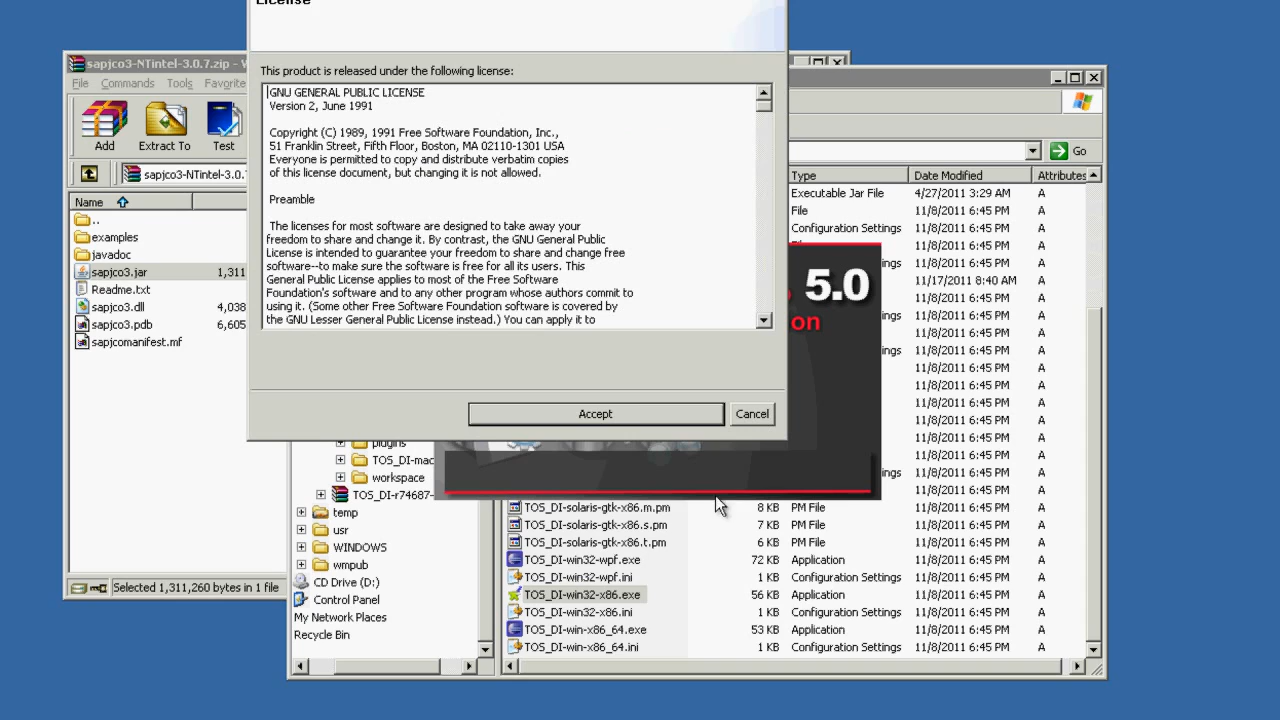 License
This product is released under the following license:
GNU GENERAL PUBLIC LICENSE
Version 2, June 1991
Copyright (C) 1989, 1991 Free Software Foundation, Inc.,
51 Franklin Street, Fifth Floor, Boston, MA 02110-1301 USA
Everyone is permitted to copy and distribute verbatim copies
of this license document, but changing it is not allowed.
Preamble
The licenses for most software are designed to take away your
freedom to share and change it. By contrast, the GNU General Public
License is intended to guarantee your freedom to share and change free
software--to make sure the software is free for all its users. This
General Public License applies to most of the Free Software
Foundation's software and to any other program whose authors commit to
using it. (Some other Free Software Foundation software is covered by
the GNU Lesser General Public License instead.) You can apply it to
Accept
Cancel
sapjco3-NTintel-3.0.7.zip - W
File Commands Tools Favorite
Add
Extract To
Test
sapjco3-NTintel-3.0.
Name
..
examples
javadoc
sapjco3.jar 1,311
Readme.txt
sapjco3.dll 4,038
sapjco3.pdb 6,605
sapjcomanifest.mf
Selected 1,311,260 bytes in 1 file
5.0
on
plugins
TOS_DI-mac
workspace
TOS_DI-r74687-
temp
usr
WINDOWS
wmpub
CD Drive (D:)
Control Panel
My Network Places
Recycle Bin
Go
Type Date Modified Attributes
Executable Jar File 4/27/2011 3:29 AM A
File 11/8/2011 6:45 PM A
Configuration Settings 11/8/2011 6:45 PM A
11/8/2011 6:45 PM A
ngs 11/8/2011 6:45 PM A
11/17/2011 8:40 AM A
11/8/2011 6:45 PM A
ngs 11/8/2011 6:45 PM A
11/8/2011 6:45 PM A
ngs 11/8/2011 6:45 PM A
11/8/2011 6:45 PM A
11/8/2011 6:45 PM A
11/8/2011 6:45 PM A
11/8/2011 6:45 PM A
11/8/2011 6:45 PM A
11/8/2011 6:45 PM A
ngs 11/8/2011 6:45 PM A
11/8/2011 6:45 PM A
TOS_DI-solaris-gtk-x86.m.pm 8 KB PM File 11/8/2011 6:45 PM A
TOS_DI-solaris-gtk-x86.s.pm 7 KB PM File 11/8/2011 6:45 PM A
TOS_DI-solaris-gtk-x86.t.pm 6 KB PM File 11/8/2011 6:45 PM A
TOS_DI-win32-wpf.exe 72 KB Application 11/8/2011 6:45 PM A
TOS_DI-win32-wpf.ini 1 KB Configuration Settings 11/8/2011 6:45 PM A
TOS_DI-win32-x86.exe 56 KB Application 11/8/2011 6:45 PM A
TOS_DI-win32-x86.ini 1 KB Configuration Settings 11/8/2011 6:45 PM A
TOS_DI-win-x86_64.exe 53 KB Application 11/8/2011 6:45 PM A
TOS_DI-win-x86_64.ini 1 KB Configuration Settings 11/8/2011 6:45 PM A